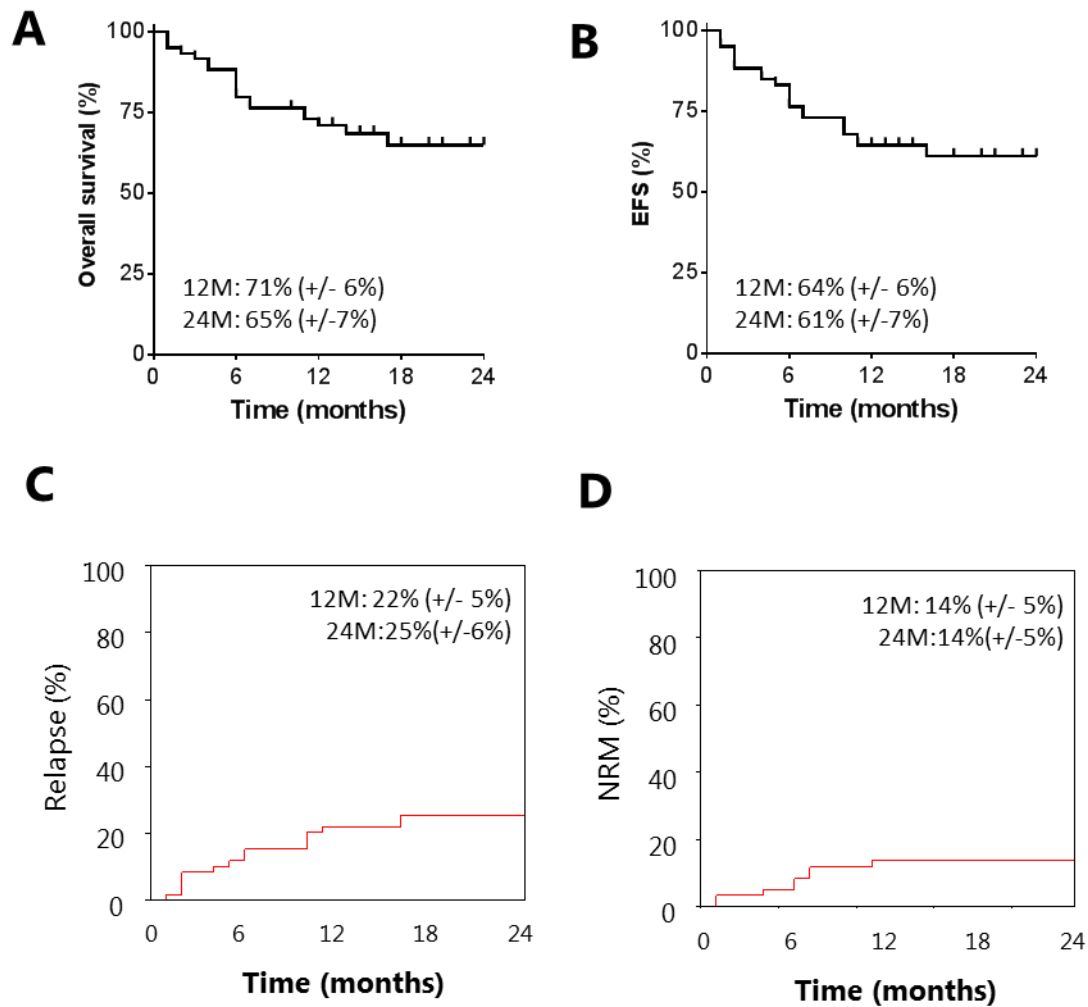 A
Overall survival (%)
100
75
50
25
0
12M: 71% (+/- 6%)
24M: 65% (+/-7%)
0 6 12 18 24
Time (months)
B
EFS (%)
100
75
50
25
0
12M: 64% (+/- 6%)
24M: 61% (+/-7%)
0 6 12 18 24
Time (months)
C
Relapse (%)
100
80
60
40
20
0
12M: 22% (+/- 5%)
24M:25%(+/-6%)
0 6 12 18 24
Time (months)
D
NRM (%)
100
80
60
40
20
0
12M: 14% (+/- 5%)
24M:14%(+/-5%)
0 6 12 18 24
Time (months)